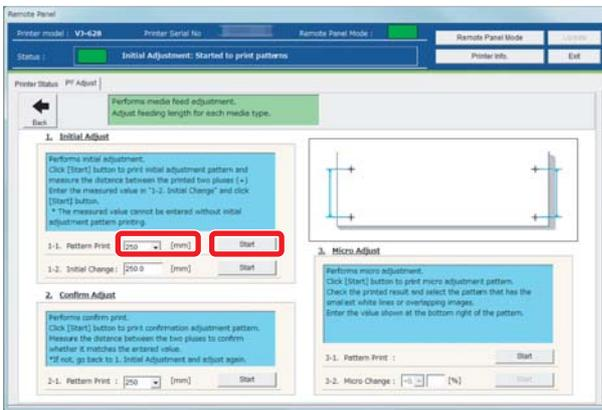 Remote Panel
Printer model : VJ-628 Printer Serial No Remote Panel Mode : Remote Panel Mode Update
Status : Initial Adjustment: Started to print patterns Printer Info. Exit
Printer Status PF Adjust
Back
Performs media feed adjustment.
Adjust feeding length for each media type.
1. Initial Adjust
Performs initial adjustment.
Click [Start] button to print initial adjustment pattern and
measure the distance between the printed two pluses (+)
Enter the measured value in "1-2. Initial Change" and click
[Start] button.
* The measured value cannot be entered without initial
adjustment pattern printing.
1-1. Pattern Print : 250 [mm] Start
1-2. Initial Change : 250.0 [mm] Start
2. Confirm Adjust
Performs confirm print.
Click [Start] button to print confirmation adjustment pattern.
Measure the distance between the two pluses to confirm
whether it matches the entered value.
*If not, go back to 1. Initial Adjustment and adjust again.
2-1. Pattern Print : 250 [mm] Start
3. Micro Adjust
Performs micro adjustment.
Click [Start] button to print micro adjustment pattern.
Check the printed result and select the pattern that has the
smallest white lines or overlapping images.
Enter the value shown at the bottom right of the pattern.
3-1. Pattern Print : Start
3-2. Micro Change : [%] Start